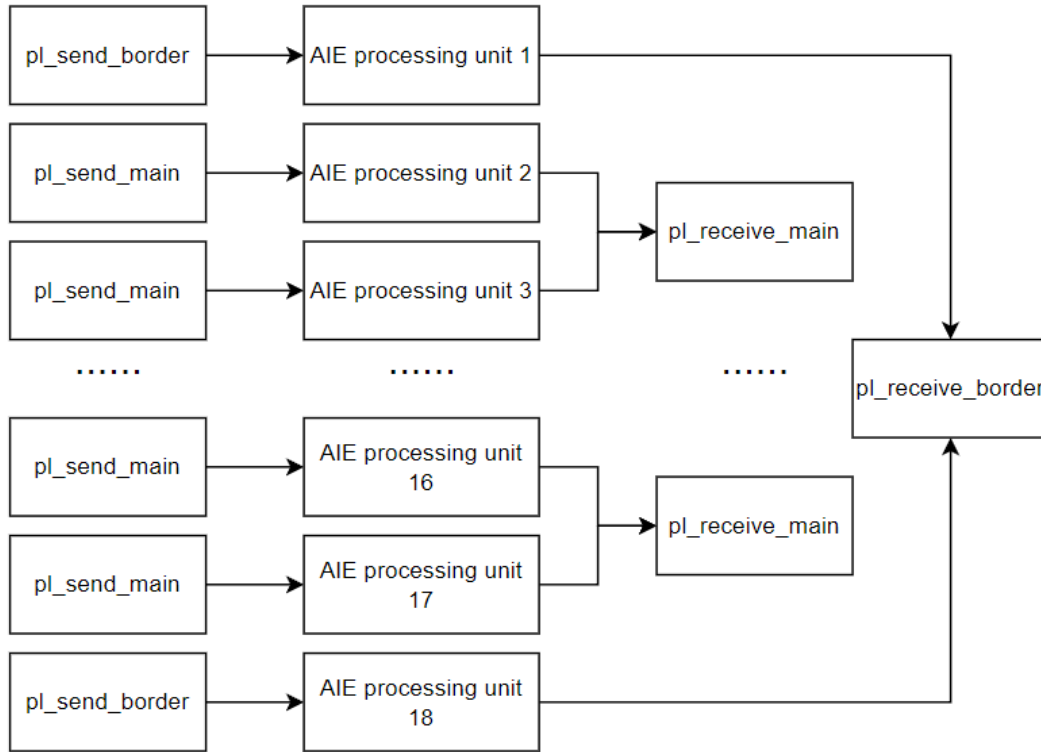 pl_send_border
AIE processing unit 1
pl_send_main
AIE processing unit 2
pl_receive_main
pl_send_main
AIE processing unit 3
......
......
......
pl_receive_border
pl_send_main
AIE processing unit
16
pl_receive_main
pl_send_main
AIE processing unit
17
pl_send_border
AIE processing unit
18